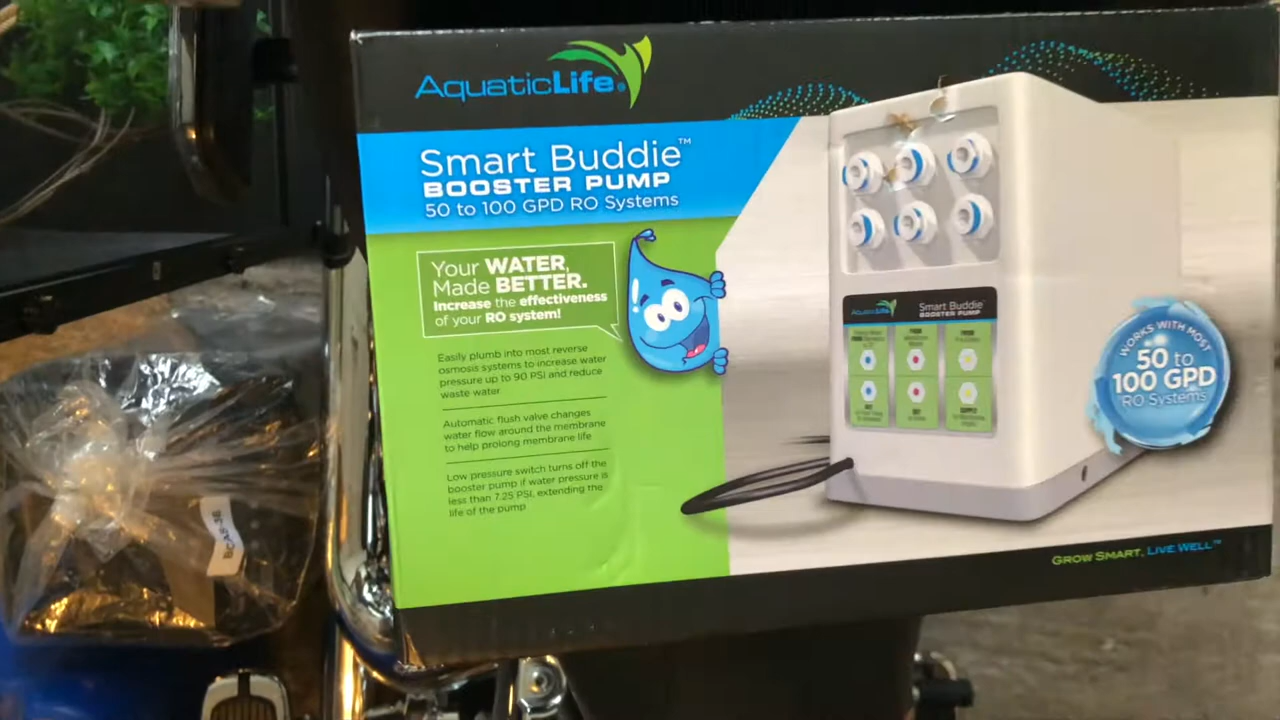 AQUATICLIFE®
Smart Buddie™
BOOSTER PUMP
50 to 100 GPD RO Systems
Your WATER,
Made BETTER.
Increase the effectiveness
of your RO system!
Easily plumb into most reverse
osmosis systems to increase water
pressure up to 90 PSI and reduce
waste water
Automatic flush valve changes
water flow around the membrane
to help prolong membrane life
Low pressure switch turns off the
booster pump if water pressure is
less than 7.25 PSI, extending the
life of the pump
AQUATICLIFE
Smart Buddie™
BOOSTER PUMP
WORKS WITH MOST
50 to
100 GPD
RO Systems
GROW SMART, LIVE WELL™